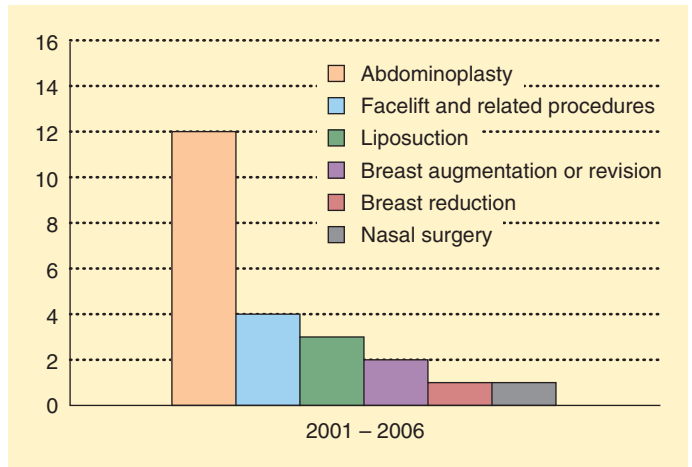 16
14
12
10
8
6
4
2
0
Abdominoplasty
Facelift and related procedures
Liposuction
Breast augmentation or revision
Breast reduction
Nasal surgery
2001 – 2006